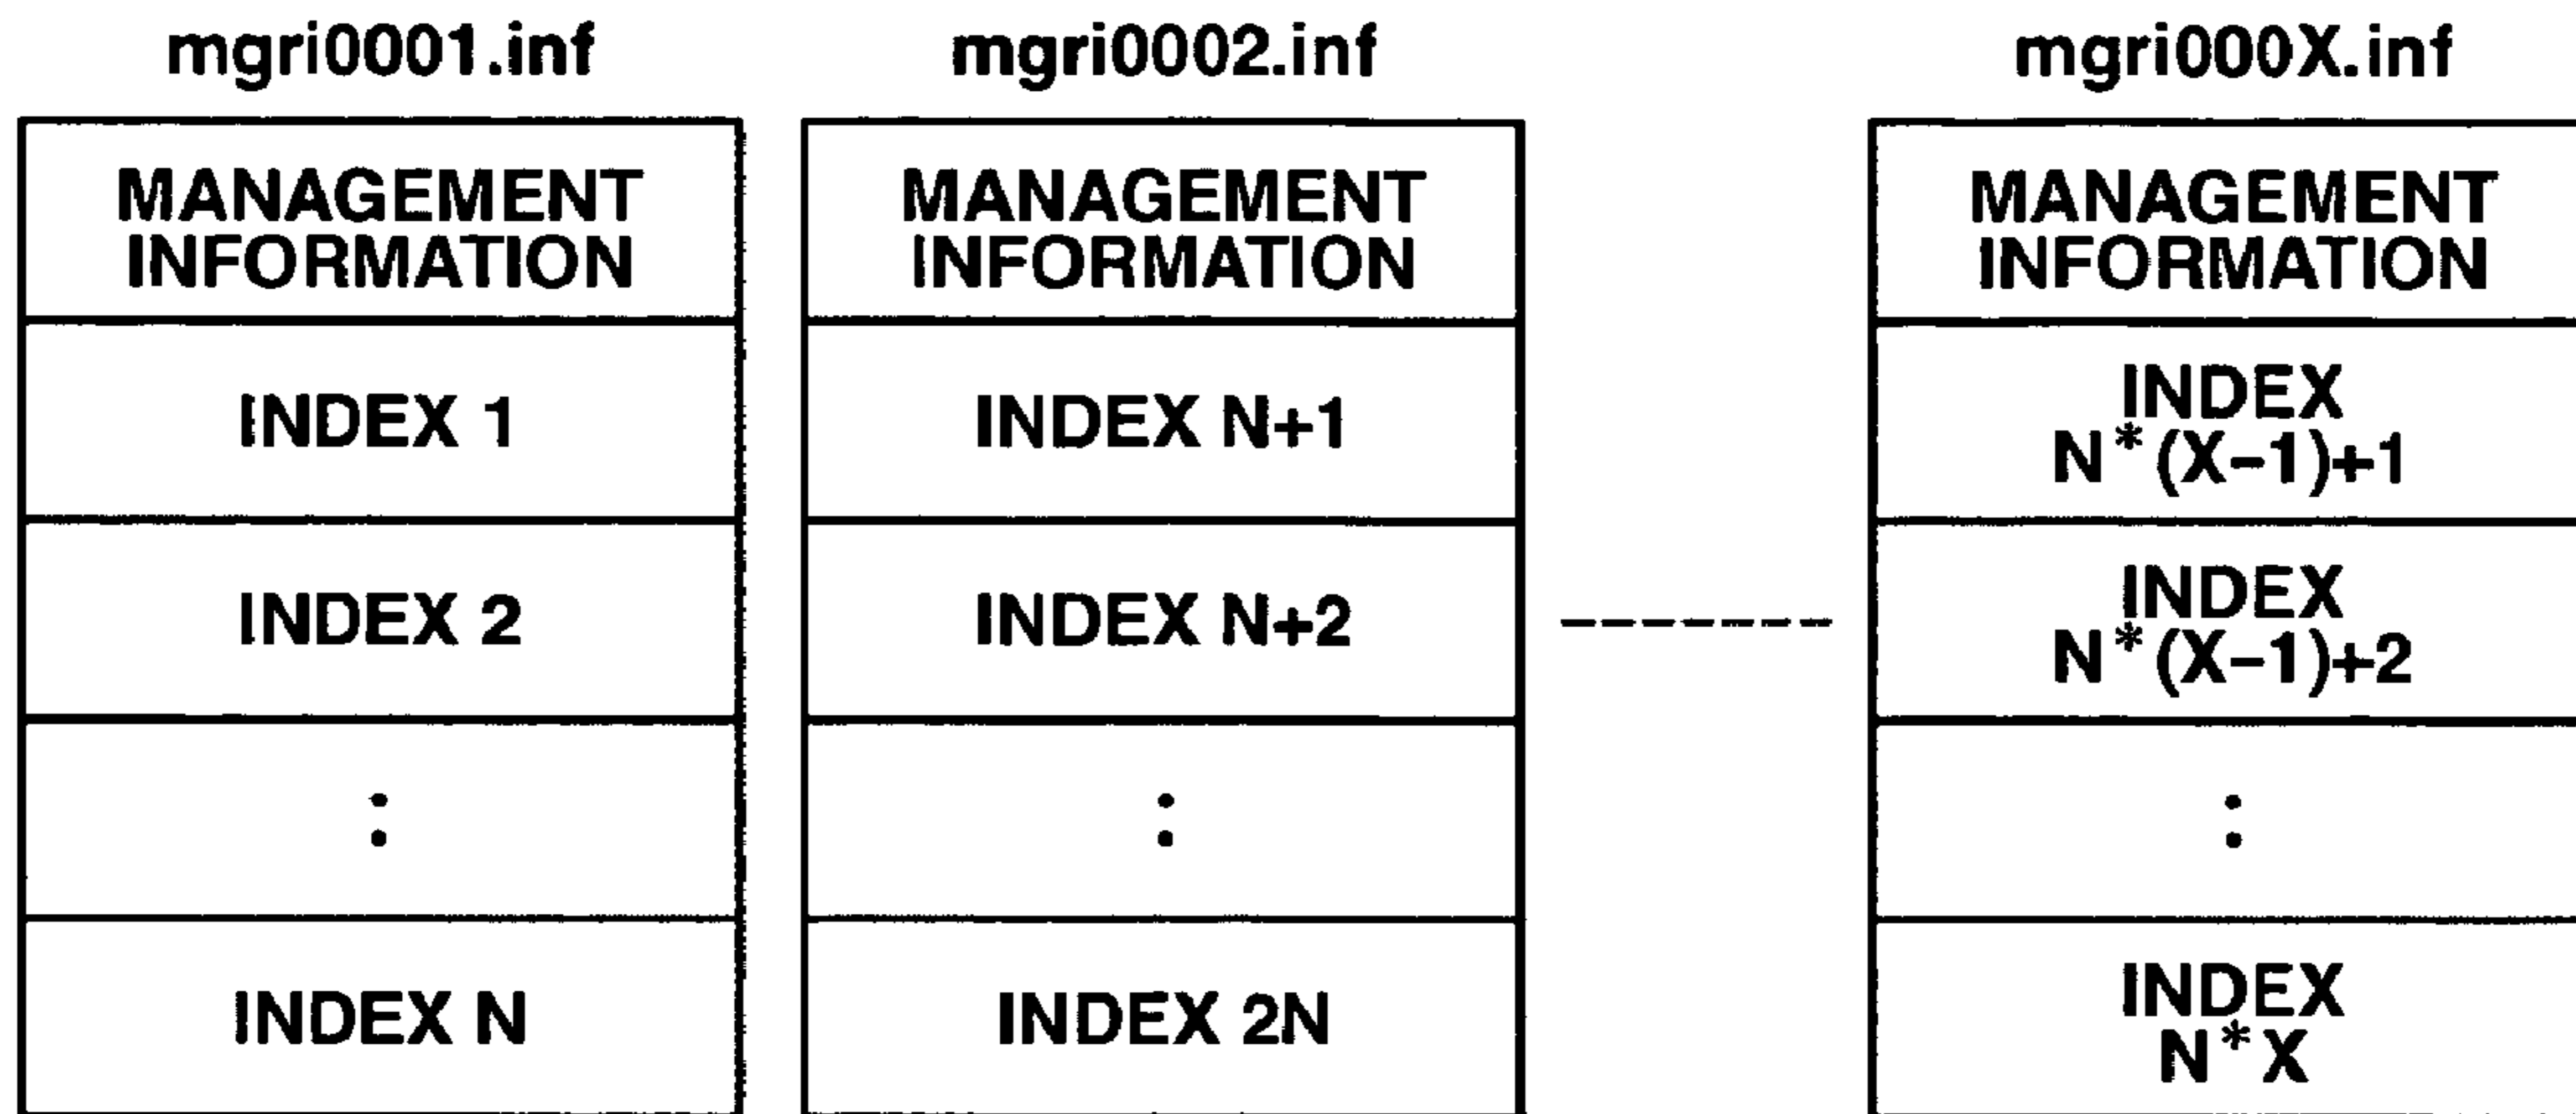 mgri0001.inf
MANAGEMENT
INFORMATION
INDEX 1
INDEX 2
:
INDEX N
mgri0002.inf
MANAGEMENT
INFORMATION
INDEX N+1
INDEX N+2
:
INDEX 2N
mgri000X.inf
MANAGEMENT
INFORMATION
INDEX
N*(X-1)+1
INDEX
N*(X-1)+2
:
INDEX
N*X